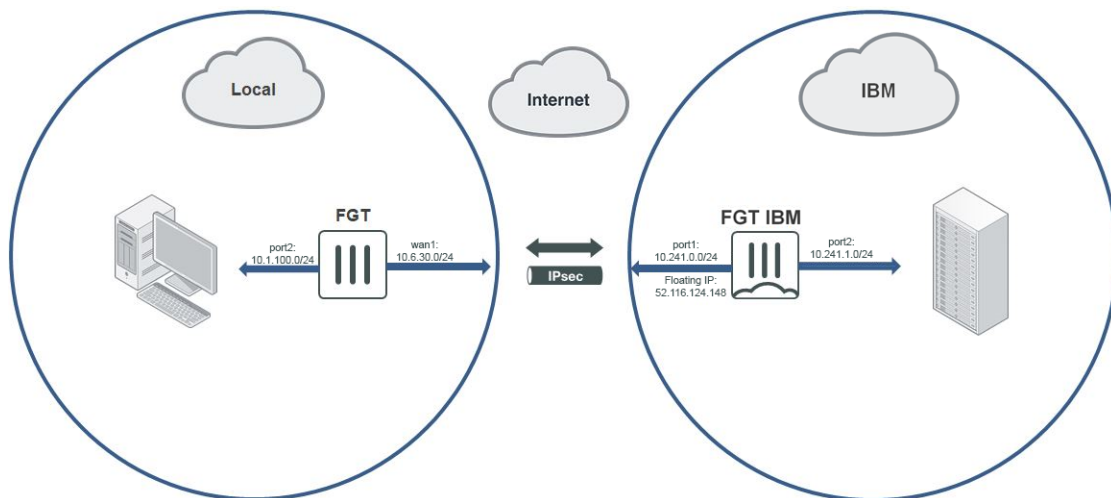 Local
Internet
IBM
FGT
port2:
10.1.100.0/24
wan1:
10.6.30.0/24
IPsec
FGT IBM
port1:
10.241.0.0/24
Floating IP:
52.116.124.148
port2:
10.241.1.0/24